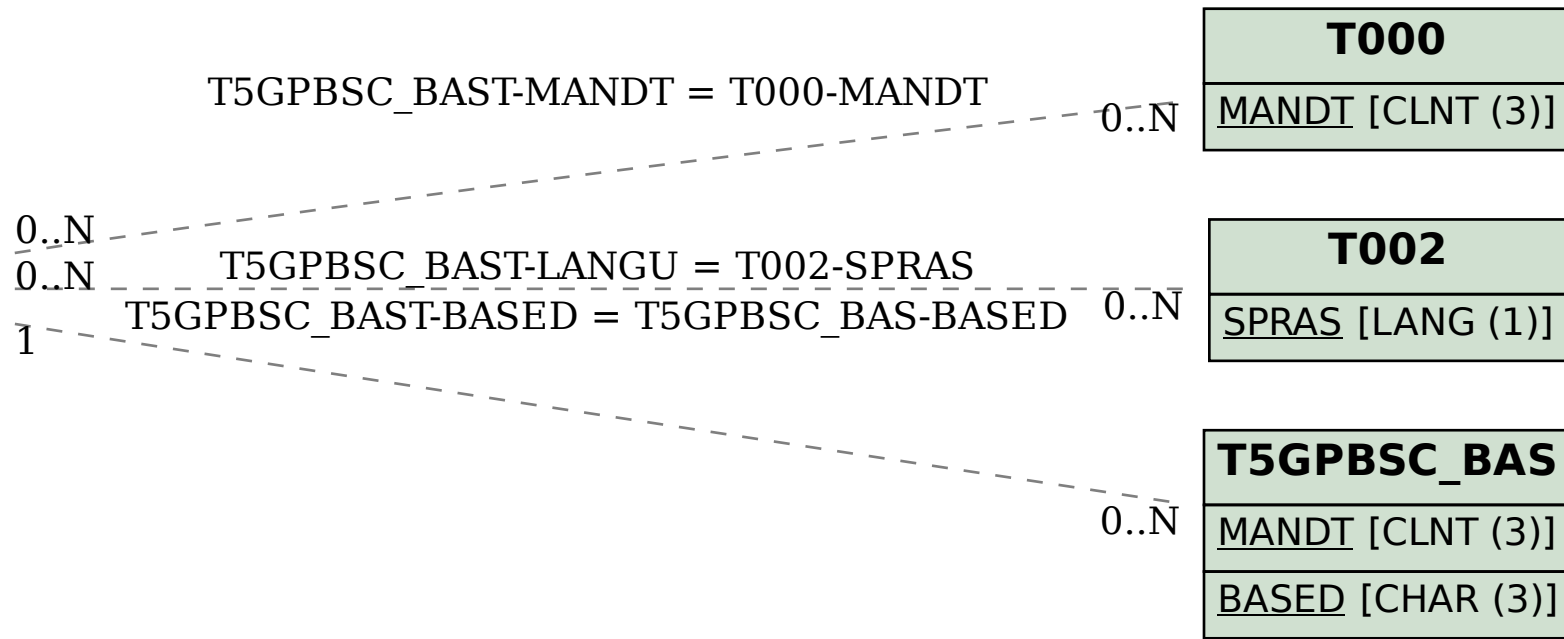 T000
T5GPBSC_BAST-MANDT = T000-MANDT
0..N
MANDT [CLNT (3)]
0..N
T002
0..N
T5GPBSC_BAST-LANGU = T002-SPRAS
T5GPBSC_BAST-BASED = T5GPBSC_BAS-BASED
0..N
SPRAS [LANG (1)]
1
T5GPBSC_BAS
0..N
MANDT [CLNT (3)]
BASED [CHAR (3)]